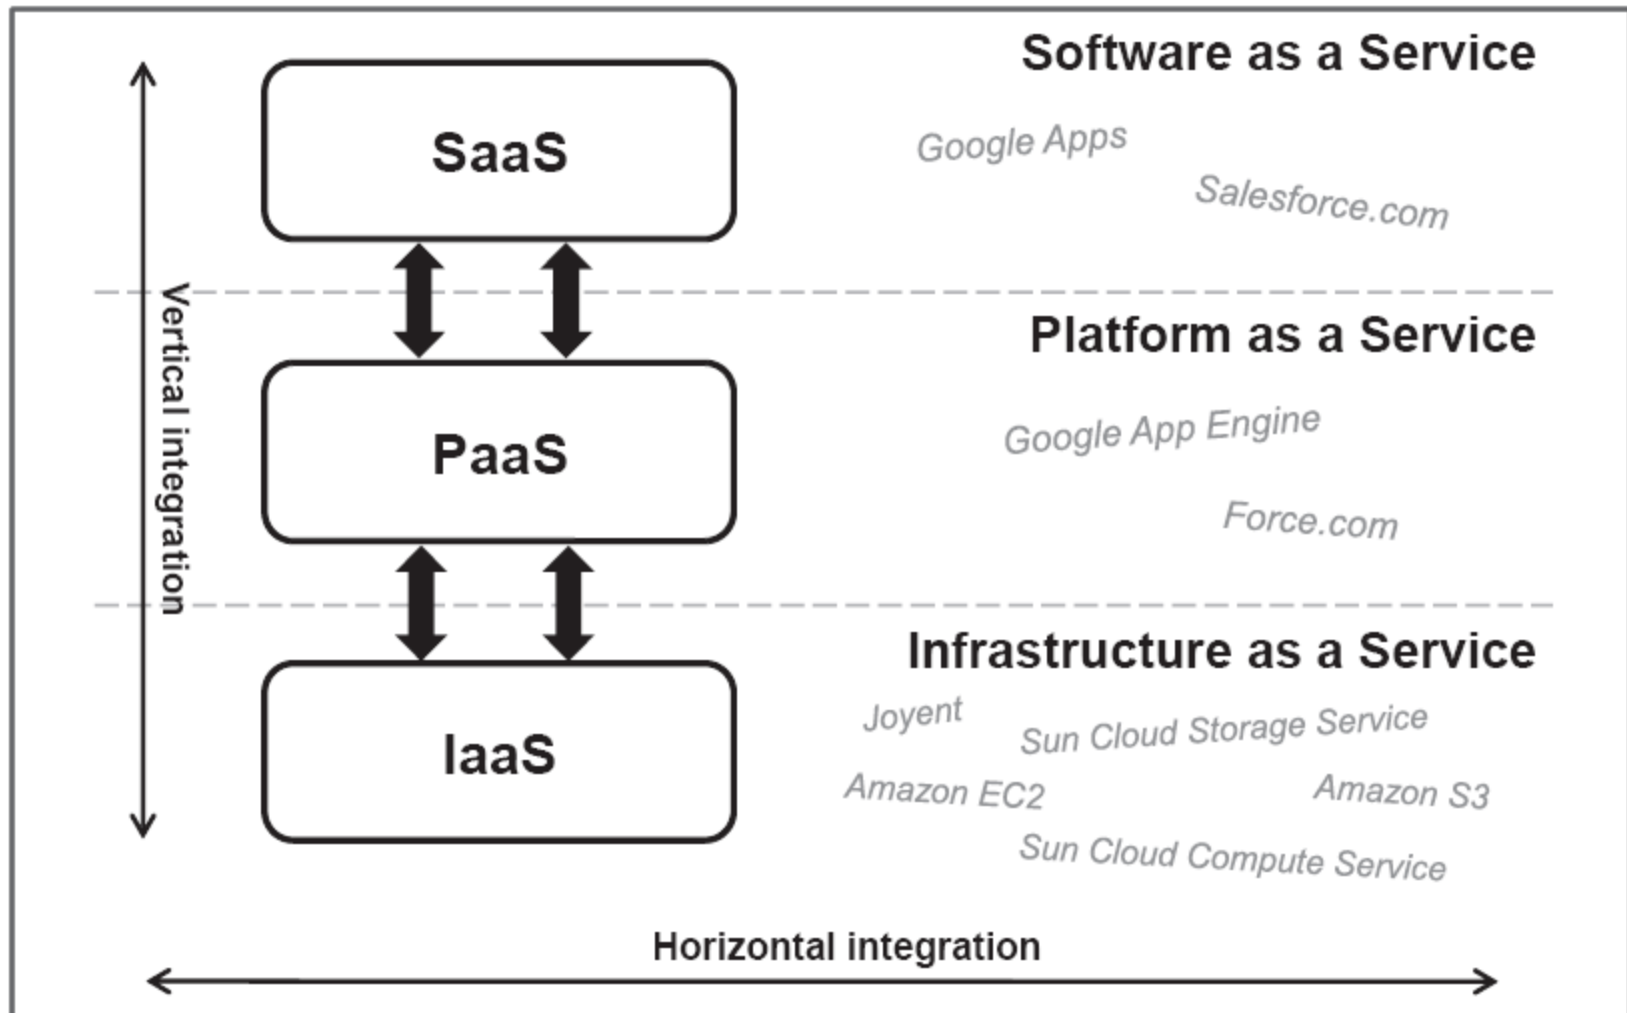 Software as a Service
SaaS
Google Apps
Salesforce.com
Vertical integration
Platform as a Service
PaaS
Google App Engine
Force.com
Infrastructure as a Service
IaaS
Joyent
Sun Cloud Storage Service
Amazon EC2
Amazon S3
Sun Cloud Compute Service
Horizontal integration